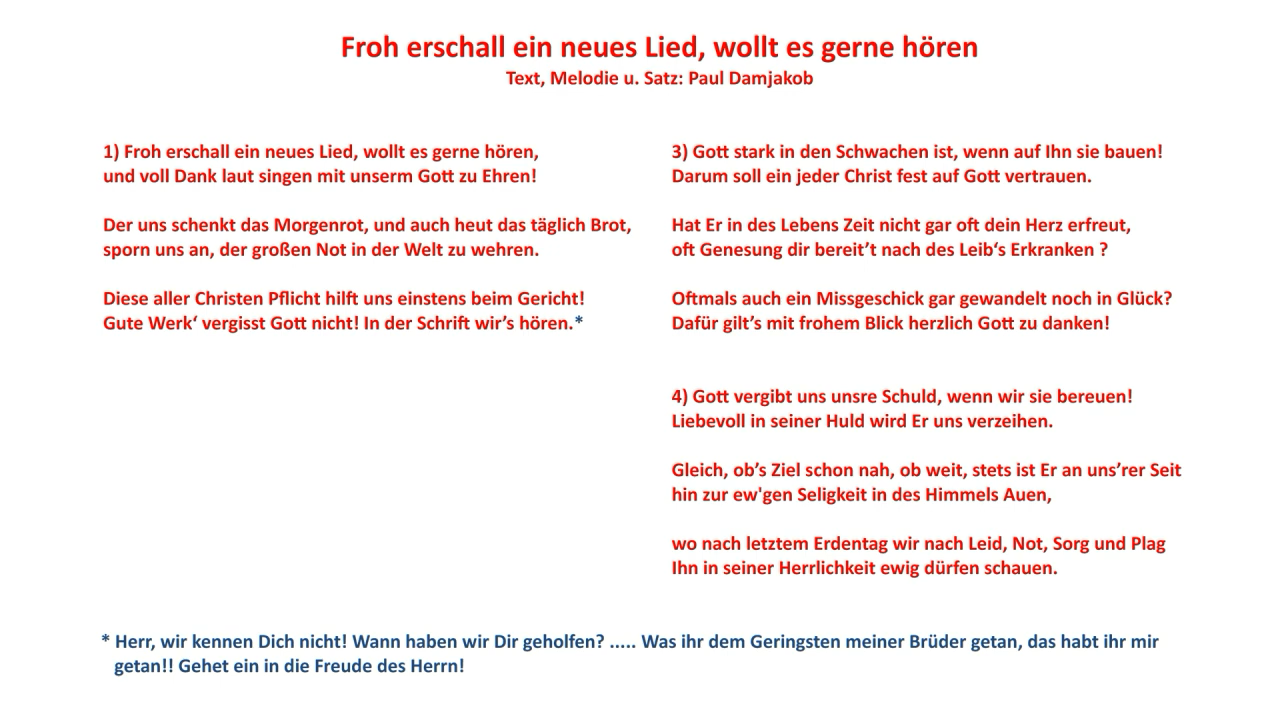 Froh erschall ein neues Lied, wollt es gerne hören
Text, Melodie u. Satz: Paul Damjakob
1) Froh erschall ein neues Lied, wollt es gerne hören,
und voll Dank laut singen mit unserm Gott zu Ehren!
Der uns schenkt das Morgenrot, und auch heut das täglich Brot,
sporn uns an, der großen Not in der Welt zu wehren.
Diese aller Christen Pflicht hilft uns einstens beim Gericht!
Gute Werk‘ vergisst Gott nicht! In der Schrift wir’s hören.*
3) Gott stark in den Schwachen ist, wenn auf Ihn sie bauen!
Darum soll ein jeder Christ fest auf Gott vertrauen.
Hat Er in des Lebens Zeit nicht gar oft dein Herz erfreut,
oft Genesung dir bereit’t nach des Leib‘s Erkranken ?
Oftmals auch ein Missgeschick gar gewandelt noch in Glück?
Dafür gilt’s mit frohem Blick herzlich Gott zu danken!
4) Gott vergibt uns unsre Schuld, wenn wir sie bereuen!
Liebevoll in seiner Huld wird Er uns verzeihen.
Gleich, ob’s Ziel schon nah, ob weit, stets ist Er an uns’rer Seit
hin zur ew'gen Seligkeit in des Himmels Auen,
wo nach letztem Erdentag wir nach Leid, Not, Sorg und Plag
Ihn in seiner Herrlichkeit ewig dürfen schauen.
* Herr, wir kennen Dich nicht! Wann haben wir Dir geholfen? ..... Was ihr dem Geringsten meiner Brüder getan, das habt ihr mir
getan!! Gehet ein in die Freude des Herrn!